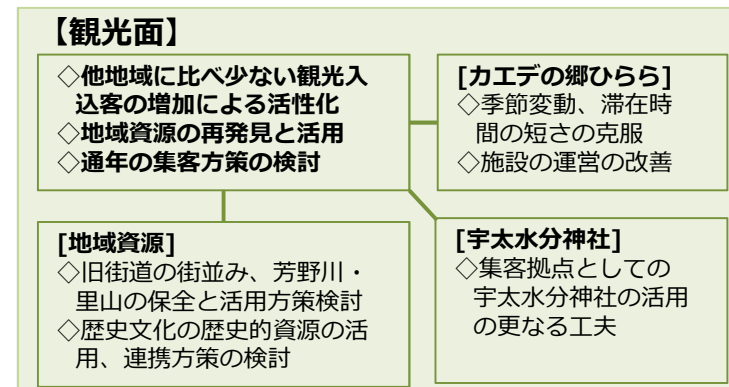 【観光面】
◇他地域に比べ少ない観光入
込客の増加による活性化
◇地域資源の再発見と活用
◇通年の集客方策の検討
[カエデの郷ひらら]
◇季節変動、滞在時
間の短さの克服
◇施設の運営の改善
[地域資源]
◇旧街道の街並み、芳野川・
里山の保全と活用方策検討
◇歴史文化の歴史的資源の活
用、連携方策の検討
[宇太水分神社]
◇集客拠点としての
宇太水分神社の活用
の更なる工夫